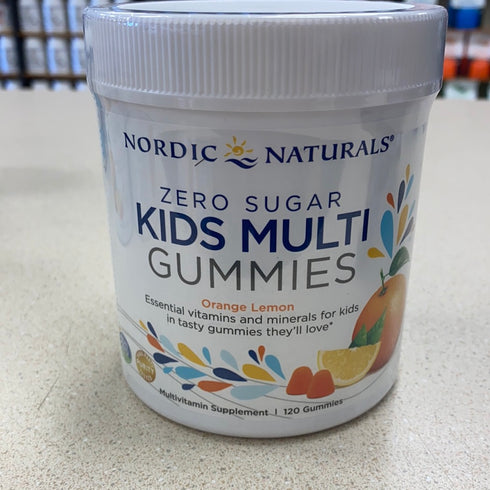 NORDIC NATURALS®
ZERO SUGAR
KIDS MULTI
GUMMIES
Orange Lemon
Essential vitamins and minerals for kids
in tasty gummies they'll love*
Multivitamin Supplement | 120 Gummies